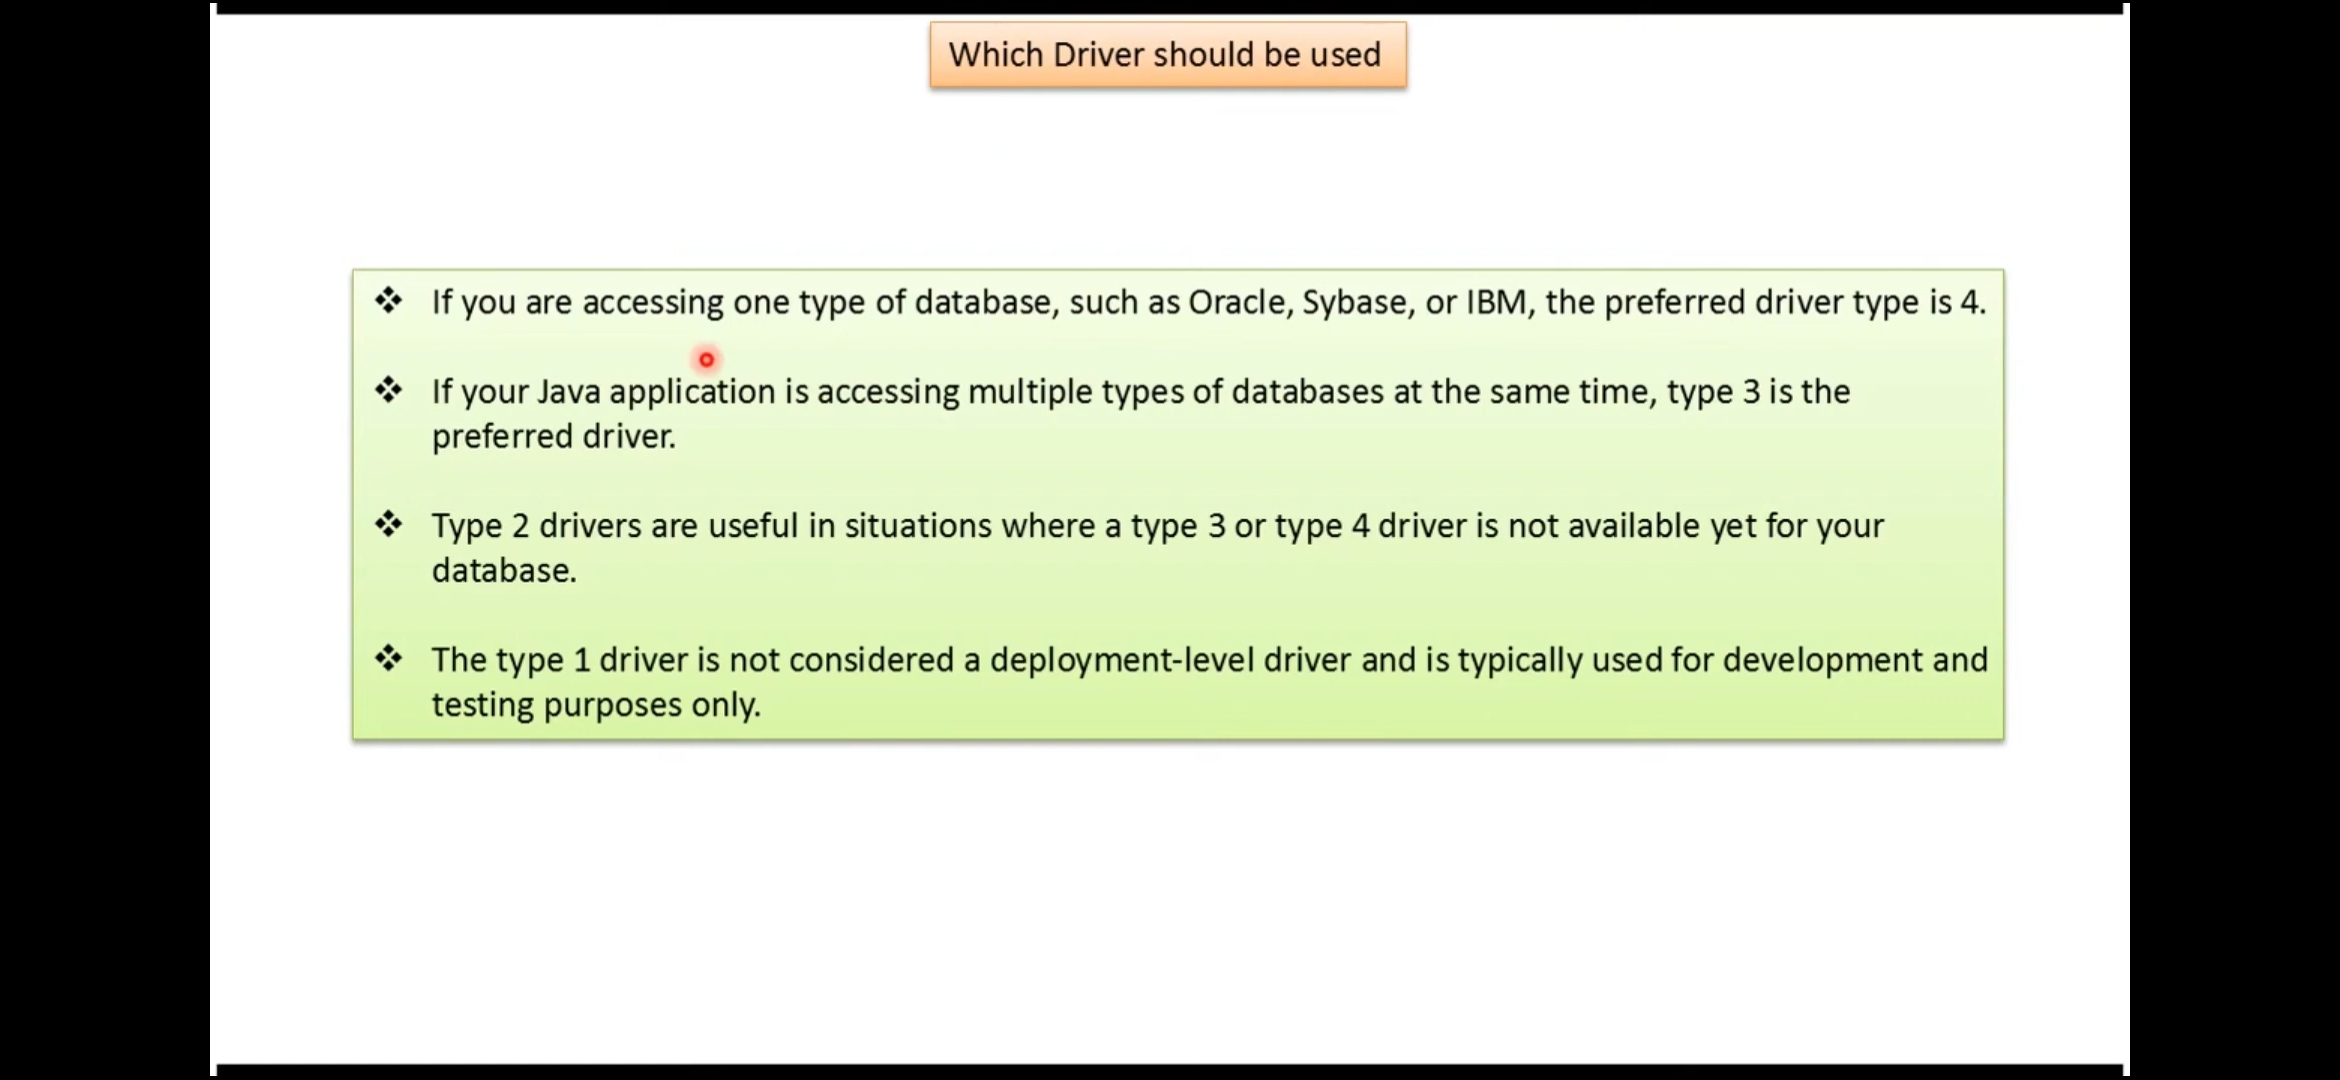 Which Driver should be used
❖ If you are accessing one type of database, such as Oracle, Sybase, or IBM, the preferred driver type is 4.
❖ If your Java application is accessing multiple types of databases at the same time, type 3 is the
preferred driver.
❖ Type 2 drivers are useful in situations where a type 3 or type 4 driver is not available yet for your
database.
❖ The type 1 driver is not considered a deployment-level driver and is typically used for development and
testing purposes only.